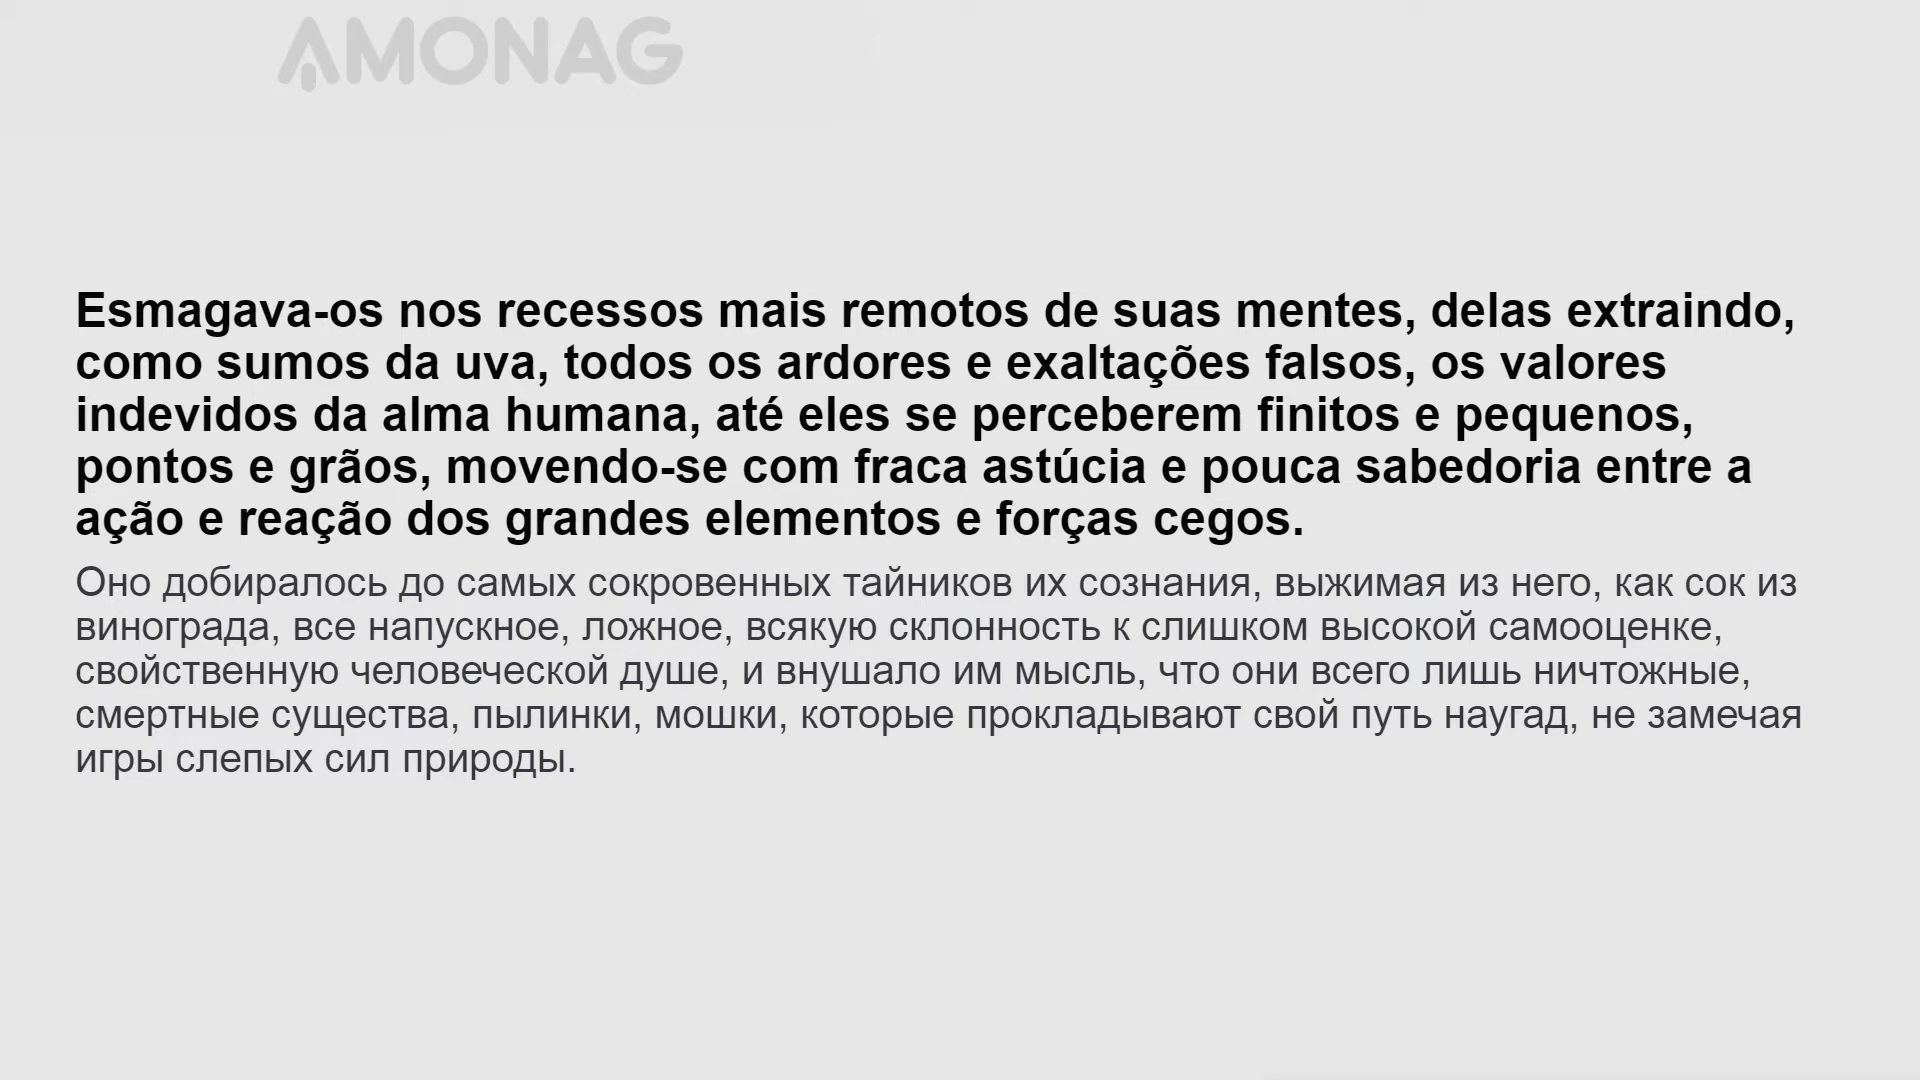 AMONAG
Esmagava-os nos recessos mais remotos de suas mentes, delas extraindo,
como sumos da uva, todos os ardores e exaltações falsos, os valores
indevidos da alma humana, até eles se perceberem finitos e pequenos,
pontos e grãos, movendo-se com fraca astúcia e pouca sabedoria entre a
ação e reação dos grandes elementos e forças cegos.
Оно добиралось до самых сокровенных тайников их сознания, выжимая из него, как сок из
винограда, все напускное, ложное, всякую склонность к слишком высокой самооценке,
свойственную человеческой душе, и внушало им мысль, что они всего лишь ничтожные,
смертные существа, пылинки, мошки, которые прокладывают свой путь наугад, не замечая
игры слепых сил природы.